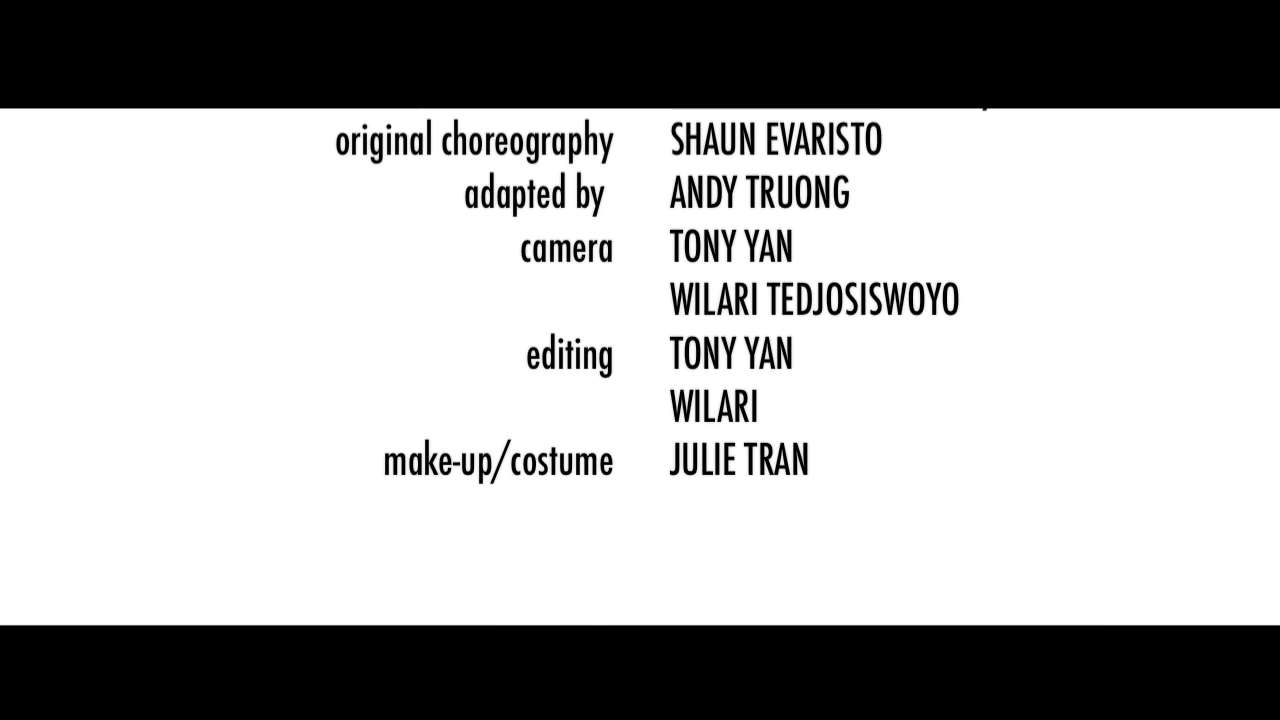 original choreography SHAUN EVARISTO
adapted by ANDY TRUONG
camera TONY YAN
WILARI TEDJOSISWOYO
editing TONY YAN
WILARI
make-up/costume JULIE TRAN